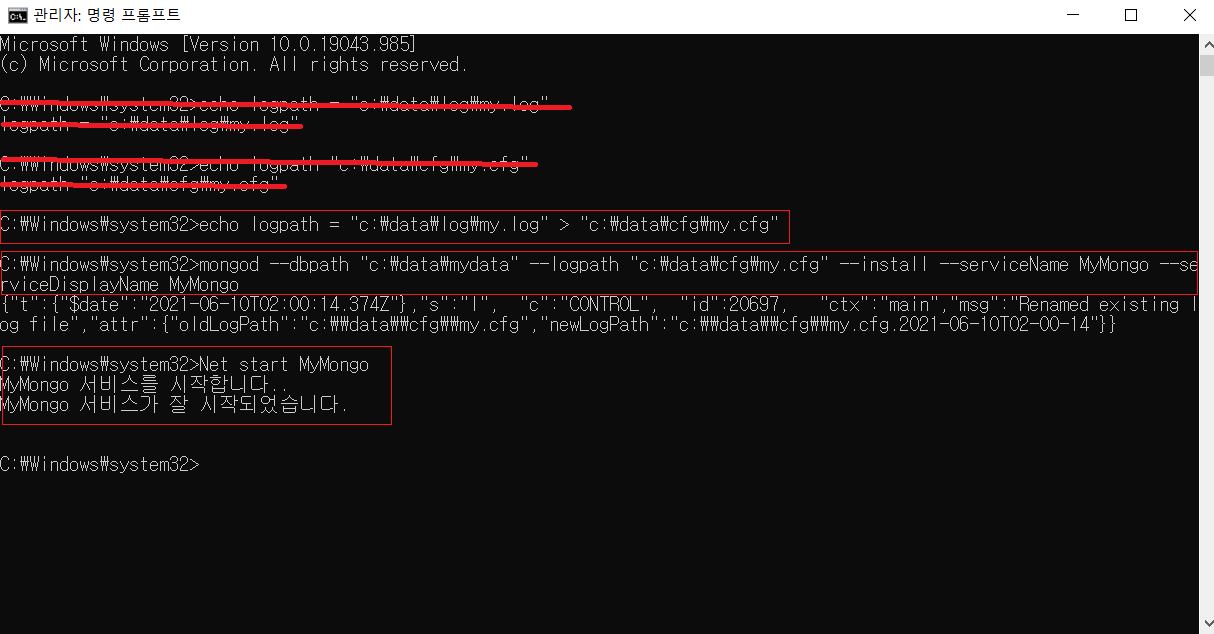 관리자: 명령 프롬프트
Microsoft Windows [Version 10.0.19043.985]
(c) Microsoft Corporation. All rights reserved.
C:₩Windows₩system32>echo logpath = "c:₩data₩log₩my.log"
logpath = "c:₩data₩log₩my.log"
C:₩Windows₩system32>echo logpath "c:₩data₩cfg₩my.cfg"
logpath "c:₩data₩cfg₩my.cfg"
C:₩Windows₩system32>echo logpath = "c:₩data₩log₩my.log" > "c:₩data₩cfg₩my.cfg"
C:₩Windows₩system32>mongod --dbpath "c:₩data₩mydata" --logpath "c:₩data₩cfg₩my.cfg" --install --serviceName MyMongo --se
rviceDisplayName MyMongo
{"t":{"$date":"2021-06-10T02:00:14.374Z"},"s":"I",  "c":"CONTROL",  "id":20697,   "ctx":"main","msg":"Renamed existing l
og file","attr":{"oldLogPath":"c:₩₩data₩₩cfg₩₩my.cfg","newLogPath":"c:₩₩data₩₩cfg₩₩my.cfg.2021-06-10T02-00-14"}}
C:₩Windows₩system32>Net start MyMongo
MyMongo 서비스를 시작합니다..
MyMongo 서비스가 잘 시작되었습니다.
C:₩Windows₩system32>